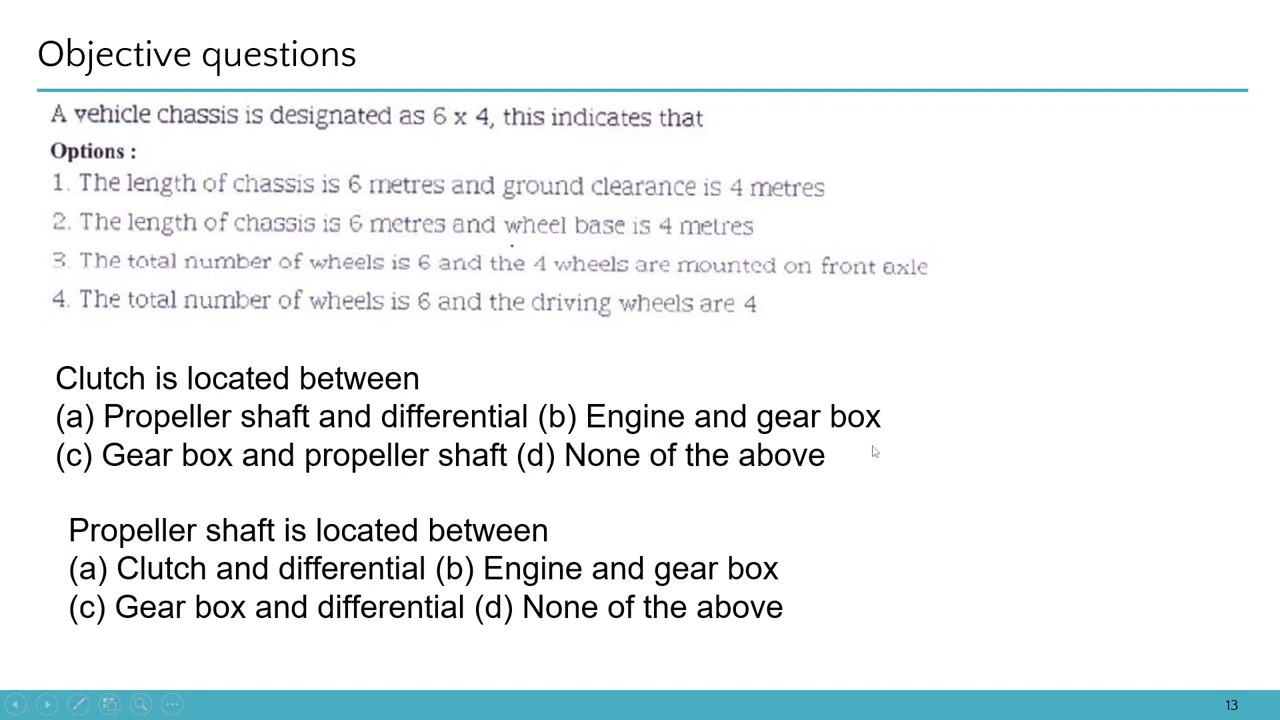 Objective questions
A vehicle chassis is designated as 6 x 4, this indicates that
Options :
1. The length of chassis is 6 metres and ground clearance is 4 metres
2. The length of chassis is 6 metres and wheel base is 4 metres
3. The total number of wheels is 6 and the 4 wheels are mounted on front axle
4. The total number of wheels is 6 and the driving wheels are 4
Clutch is located between
(a) Propeller shaft and differential (b) Engine and gear box
(c) Gear box and propeller shaft (d) None of the above
Propeller shaft is located between
(a) Clutch and differential (b) Engine and gear box
(c) Gear box and differential (d) None of the above
13